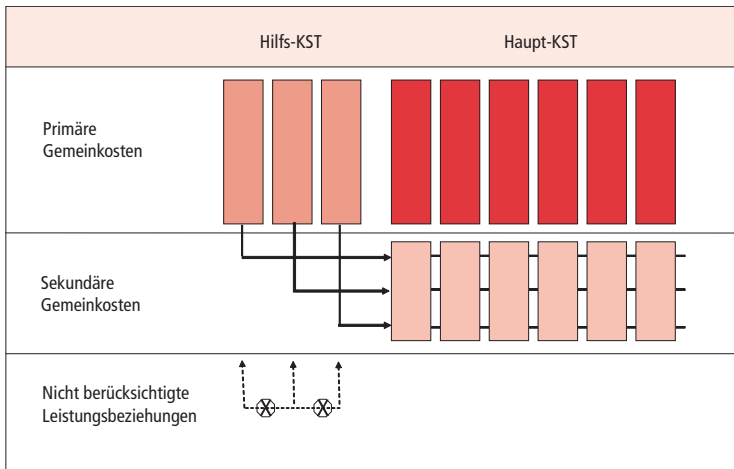 Hilfs-KST
Haupt-KST
Primäre
Gemeinkosten
Sekundäre
Gemeinkosten
Nicht berücksichtigte
Leistungsbeziehungen